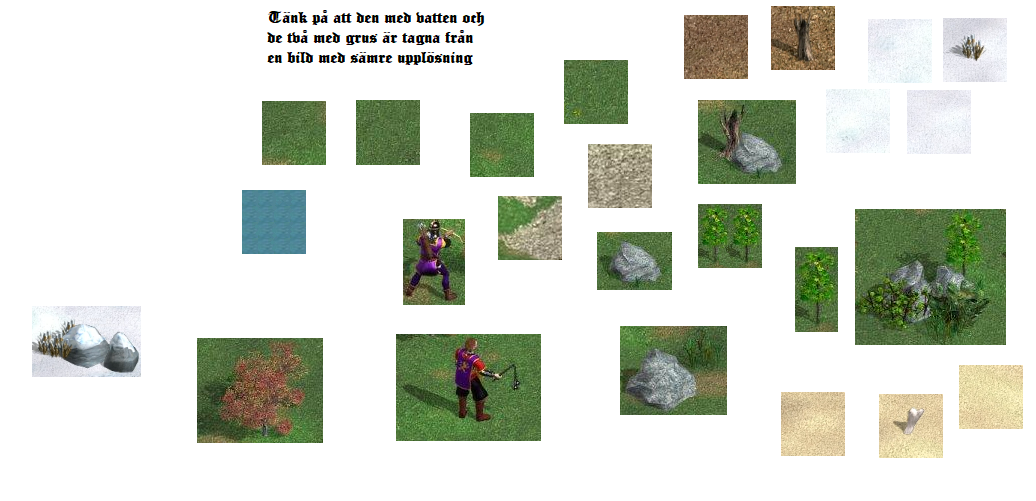 Tänk på att den med vatten och
de två med grus är tagna från
en bild med sämre upplösning